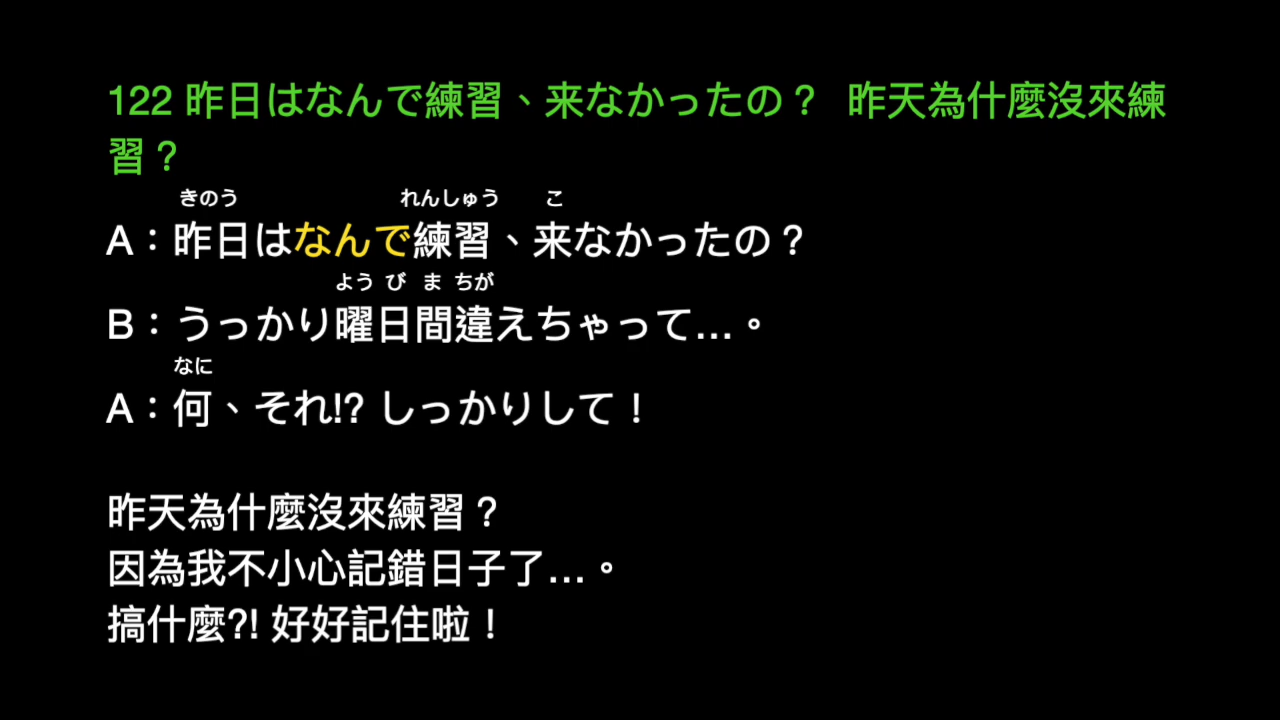 122 昨日はなんで練習、来なかったの？ 昨天為什麼沒來練
習？
きのう れんしゅう こ
A：昨日はなんで練習、来なかったの？
よう び ま ちが
B：うっかり曜日間違えちゃって…。
なに
A：何、それ!? しっかりして！
昨天為什麼沒來練習？
因為我不小心記錯日子了…。
搞什麼?! 好好記住啦！